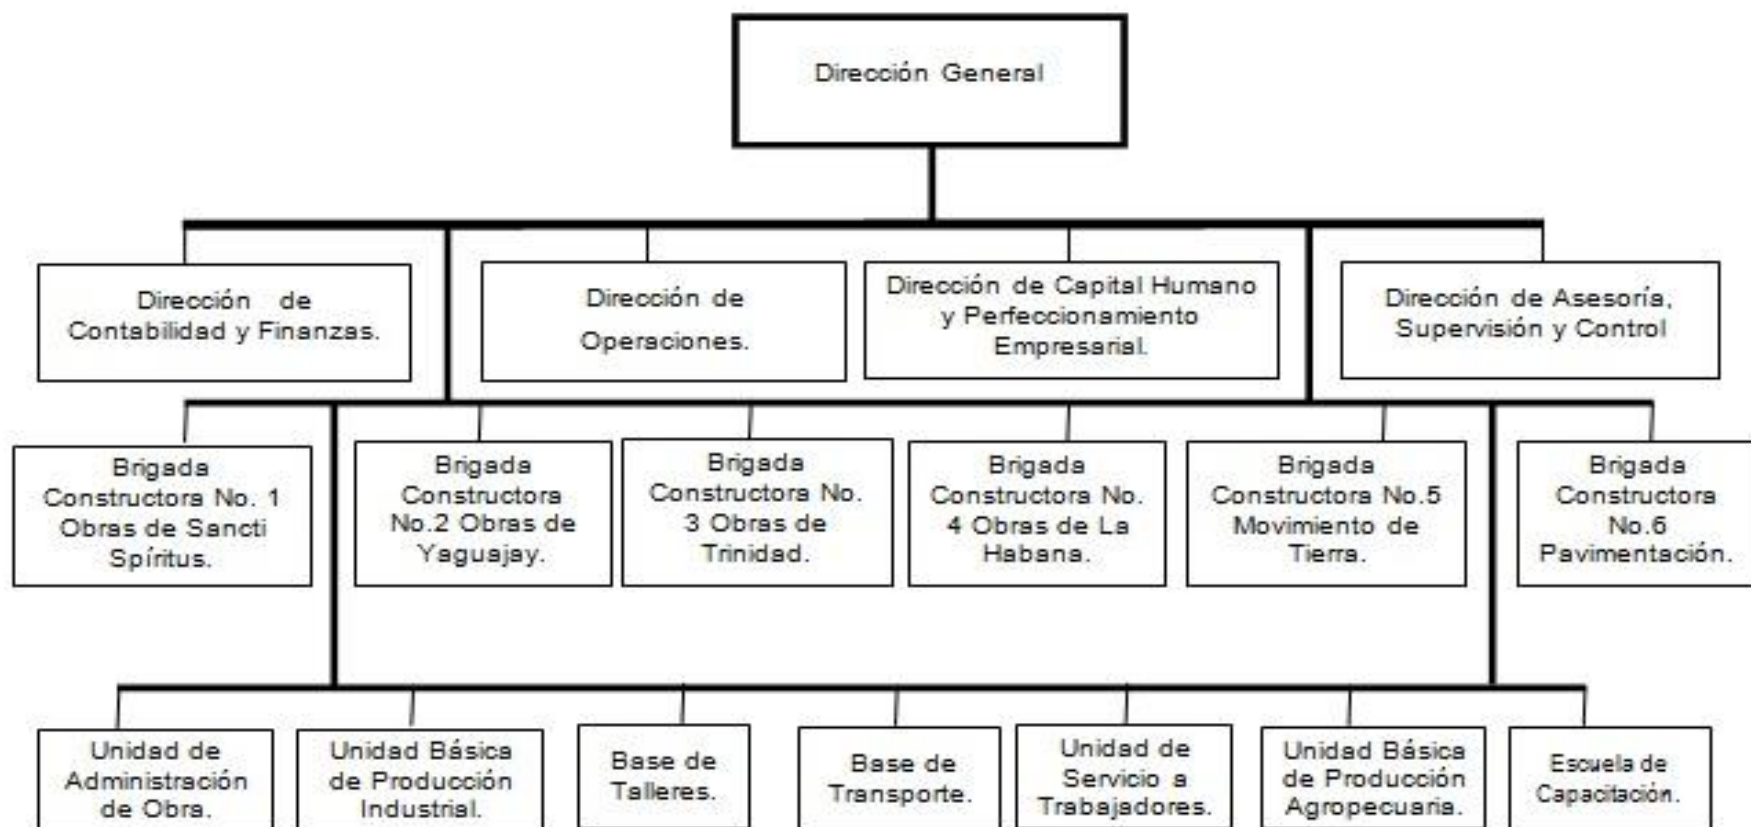 Dirección General
Dirección de
Contabilidad y Finanzas.
Dirección de
Operaciones.
Dirección de Capital Humano
y Perfeccionamiento
Empresarial.
Dirección de Asesoría,
Supervisión y Control
Brigada
Constructora No. 1
Obras de Sancti
Spíritus.
Brigada
Constructora
No.2 Obras de
Yaguajay.
Brigada
Constructora No.
3 Obras de
Trinidad.
Brigada
Constructora No.
4 Obras de La
Habana.
Brigada
Constructora No.5
Movimiento de
Tierra.
Brigada
Constructora
No.6
Pavimentación.
Unidad de
Administración
de Obra.
Unidad Básica
de Producción
Industrial.
Base de
Talleres.
Base de
Transporte.
Unidad de
Servicio a
Trabajadores.
Unidad Básica
de Producción
Agropecuaria.
Escuela de
Capacitación.